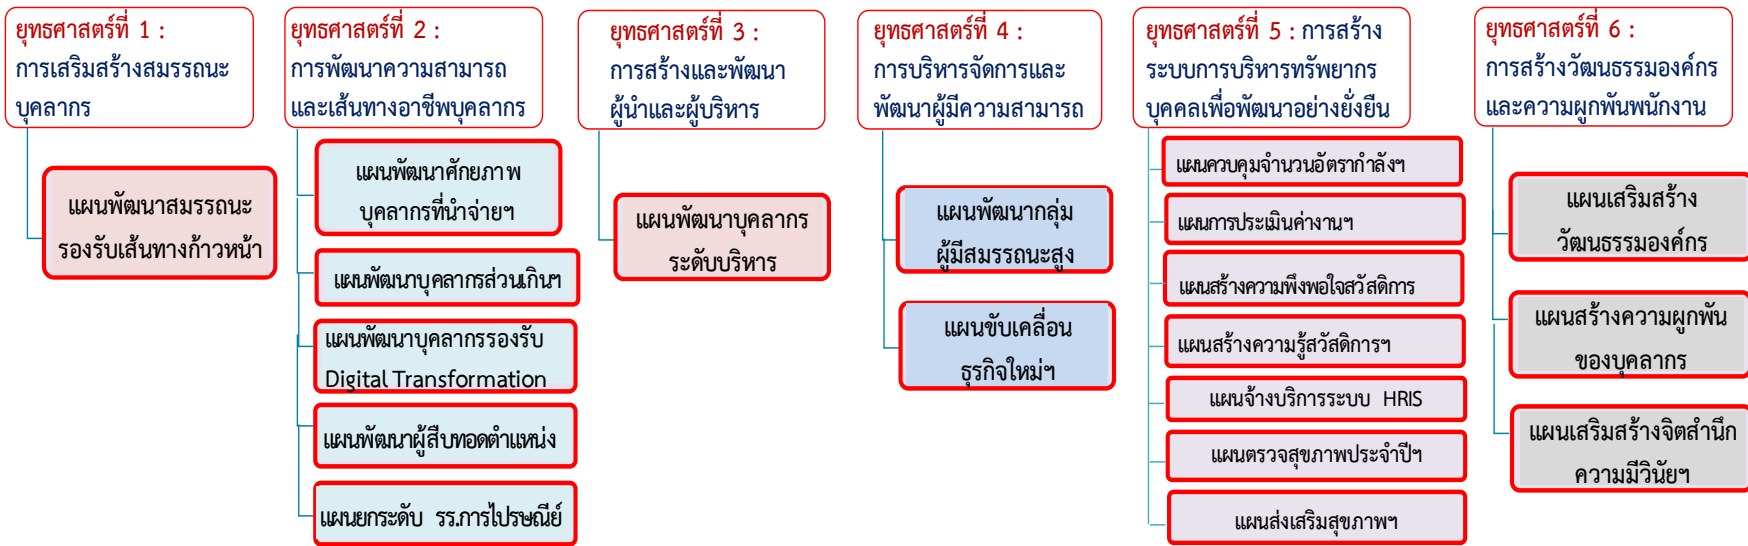 ยุทธศาสตร์ที่ 1 :
การเสริมสร้างสมรรถนะ
บุคลากร
แผนพัฒนาสมรรถนะ
รองรับเส้นทางก้าวหน้า
ยุทธศาสตร์ที่ 2 :
การพัฒนาความสามารถ
และเส้นทางอาชีพบุคลากร
แผนพัฒนาศักยภาพ
บุคลากรที่นำจ่ายฯ
แผนพัฒนาบุคลากรส่วนเกินฯ
แผนพัฒนาบุคลากรรองรับ
Digital Transformation
แผนพัฒนาผู้สืบทอดตำแหน่ง
แผนยกระดับ รร.การไปรษณีย์
ยุทธศาสตร์ที่ 3 :
การสร้างและพัฒนา
ผู้นำและผู้บริหาร
แผนพัฒนาบุคลากร
ระดับบริหาร
ยุทธศาสตร์ที่ 4 :
การบริหารจัดการและ
พัฒนาผู้มีความสามารถ
แผนพัฒนากลุ่ม
ผู้มีสมรรถนะสูง
แผนขับเคลื่อน
ธุรกิจใหม่ฯ
ยุทธศาสตร์ที่ 5 : การสร้าง
ระบบการบริหารทรัพยากร
บุคคลเพื่อพัฒนาอย่างยั่งยืน
แผนควบคุมจำนวนอัตรากำลังฯ
แผนการประเมินค่างานฯ
แผนสร้างความพึงพอใจสวัสดิการ
แผนสร้างความรู้สวัสดิการฯ
แผนจ้างบริการระบบ HRIS
แผนตรวจสุขภาพประจำปีฯ
แผนส่งเสริมสุขภาพฯ
ยุทธศาสตร์ที่ 6 :
การสร้างวัฒนธรรมองค์กร
และความผูกพันพนักงาน
แผนเสริมสร้าง
วัฒนธรรมองค์กร
แผนสร้างความผูกพัน
ของบุคลากร
แผนเสริมสร้างจิตสำนึก
ความมีวินัยฯ